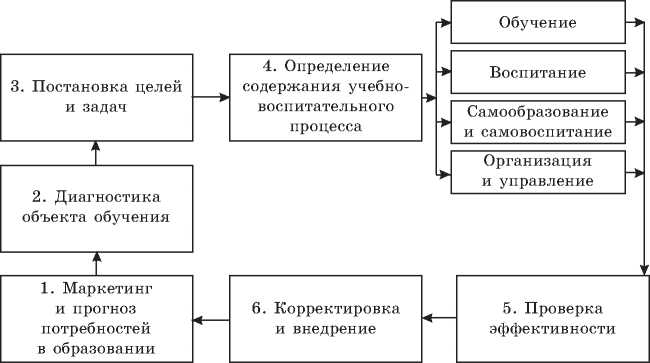 3. Постановка целей
и задач
4. Определение
содержания учебно-
воспитательного
процесса
Обучение
Воспитание
Самообразование
и самовоспитание
Организация
и управление
2. Диагностика
объекта обучения
1. Маркетинг
и прогноз
потребностей
в образовании
6. Корректировка
и внедрение
5. Проверка
эффективности